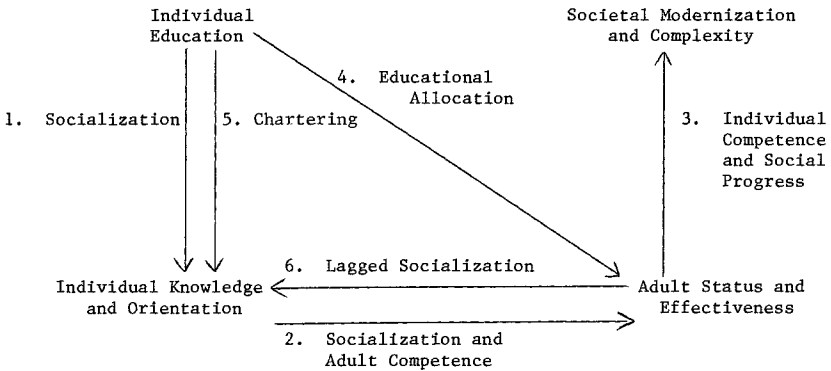 Individual
Education
Societal Modernization
and Complexity
4. Educational
Allocation
1. Socialization
5. Chartering
3. Individual
Competence
and Social
Progress
6. Lagged Socialization
Individual Knowledge
and Orientation
Adult Status and
Effectiveness
2. Socialization and
Adult Competence